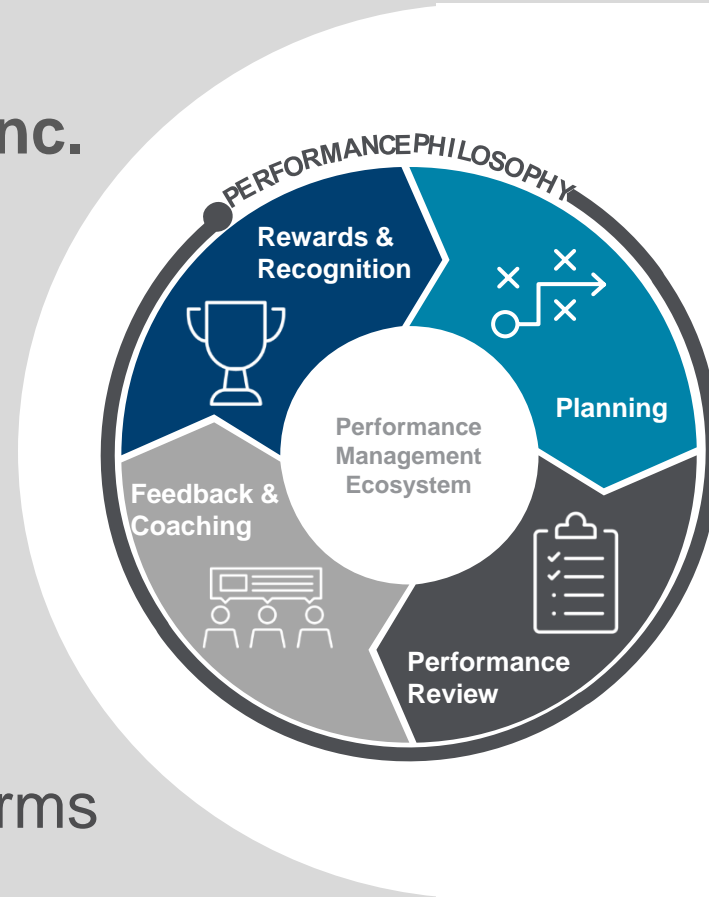 nc.
PERFORMANCE PHILOSOPHY
Rewards &
Recognition
Planning
Performance
Management
Ecosystem
Feedback &
Coaching
Performance
Review
rms